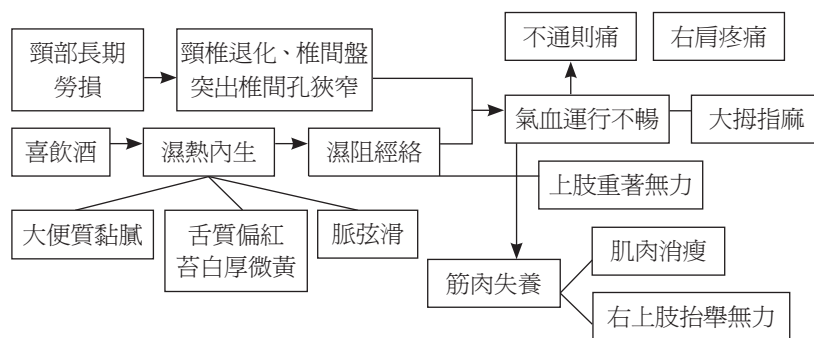 不通則痛
右肩疼痛
頸部長期
勞損
頸椎退化、椎間盤
突出椎間孔狹窄
氣血運行不暢
大拇指麻
喜飲酒
濕熱內生
濕阻經絡
上肢重著無力
大便質黏膩
舌質偏紅
苔白厚微黃
脈弦滑
筋肉失養
肌肉消瘦
右上肢抬舉無力